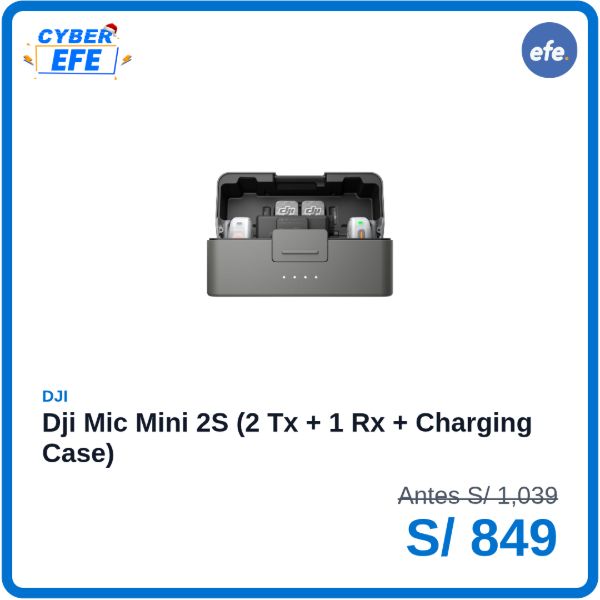 CYBER
EFE
efe.
dji dji
DJI
Dji Mic Mini 2S (2 Tx + 1 Rx + Charging
Case)
Antes S/ 1,039
S/ 849